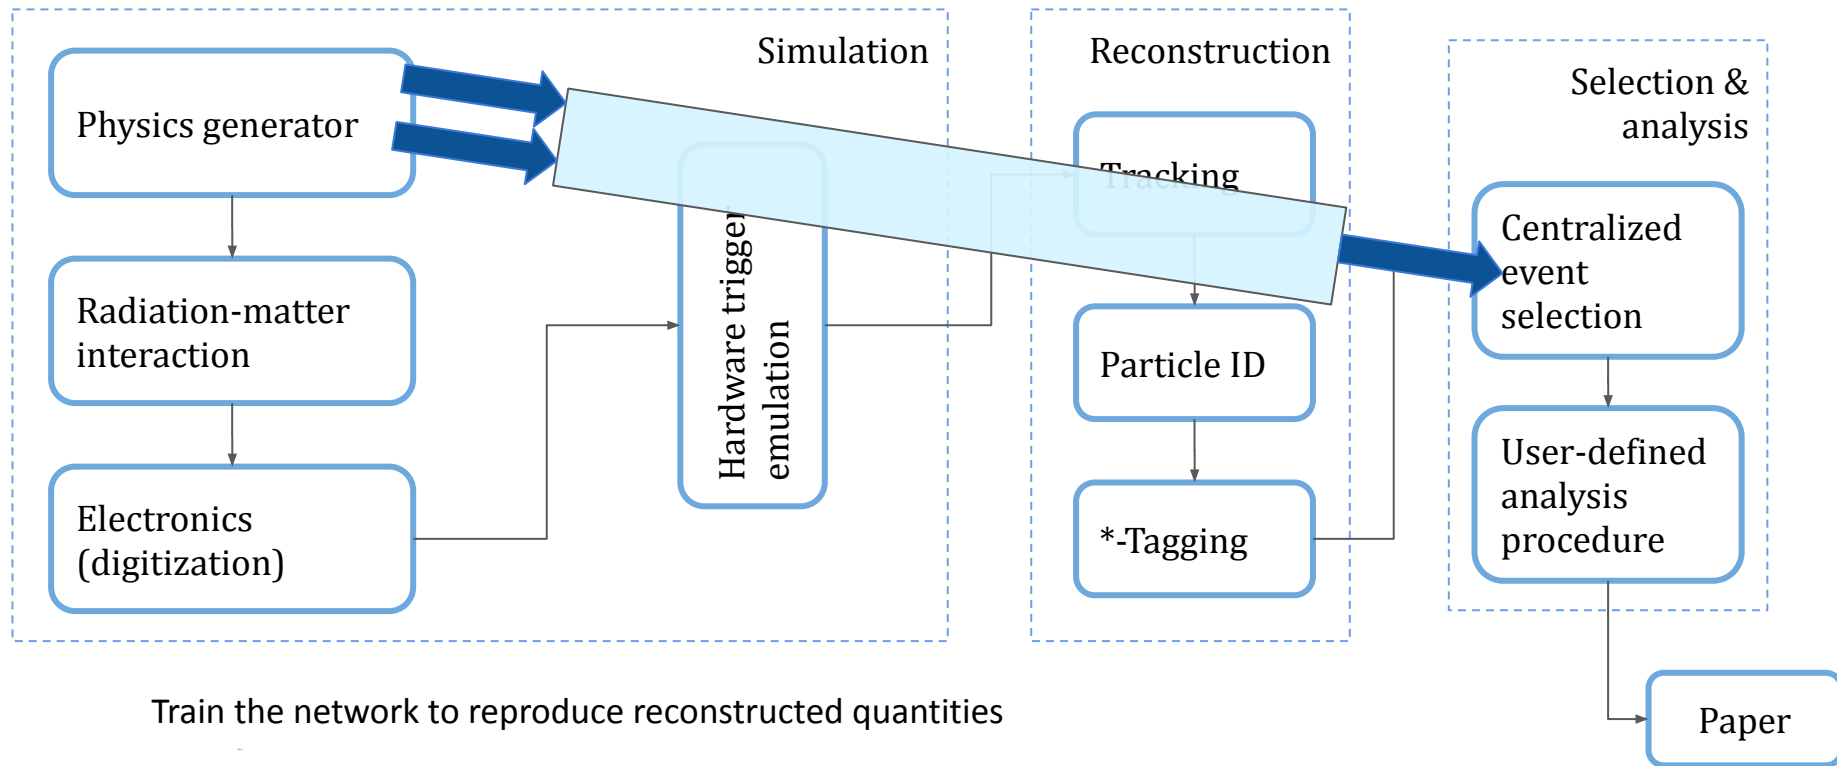 Simulation
Physics generator
Radiation-matter
interaction
Electronics
(digitization)
Hardware trigger
emulation
Reconstruction
Tracking
Particle ID
*-Tagging
Selection &
analysis
Centralized
event
selection
User-defined
analysis
procedure
Paper
Train the network to reproduce reconstructed quantities